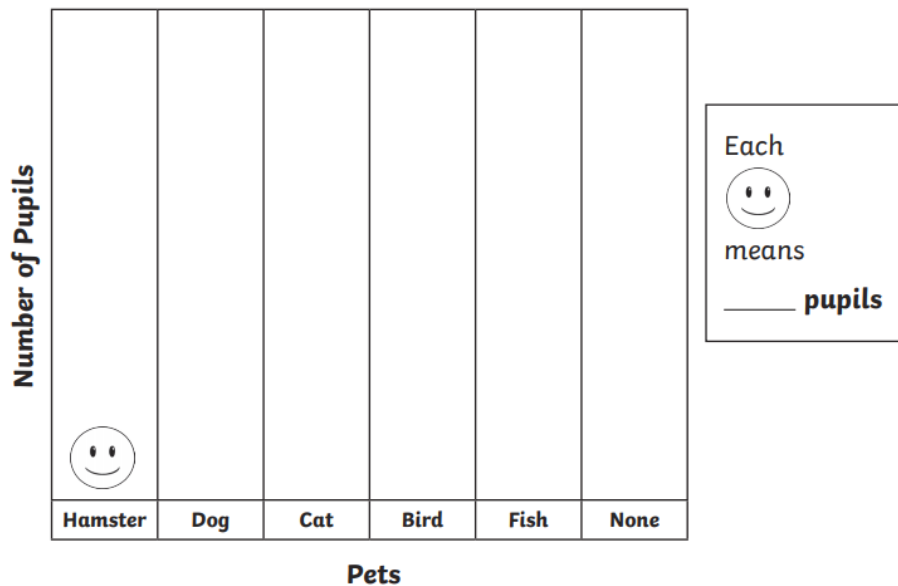 Number of Pupils
Hamster Dog Cat Bird Fish None
Pets
Each
means
_____ pupils